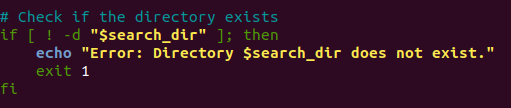 # Check if the directory exists
if [ ! -d "$search_dir" ]; then
    echo "Error: Directory $search_dir does not exist."
    exit 1
fi